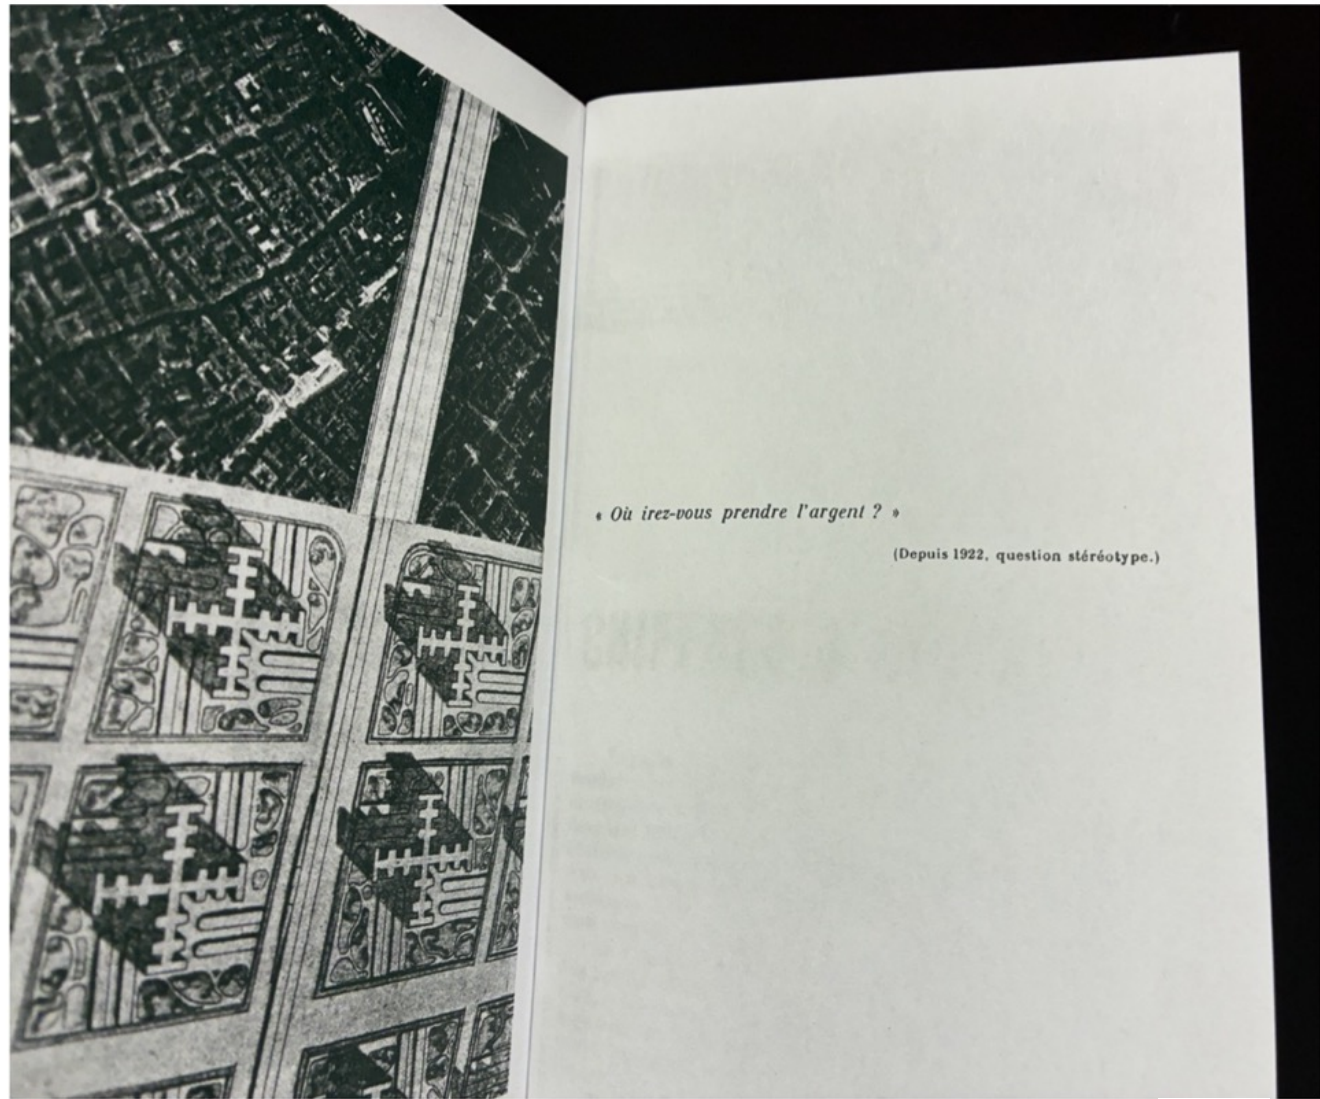 « Où irez-vous prendre l'argent ? »
(Depuis 1922, question stéréotype.)